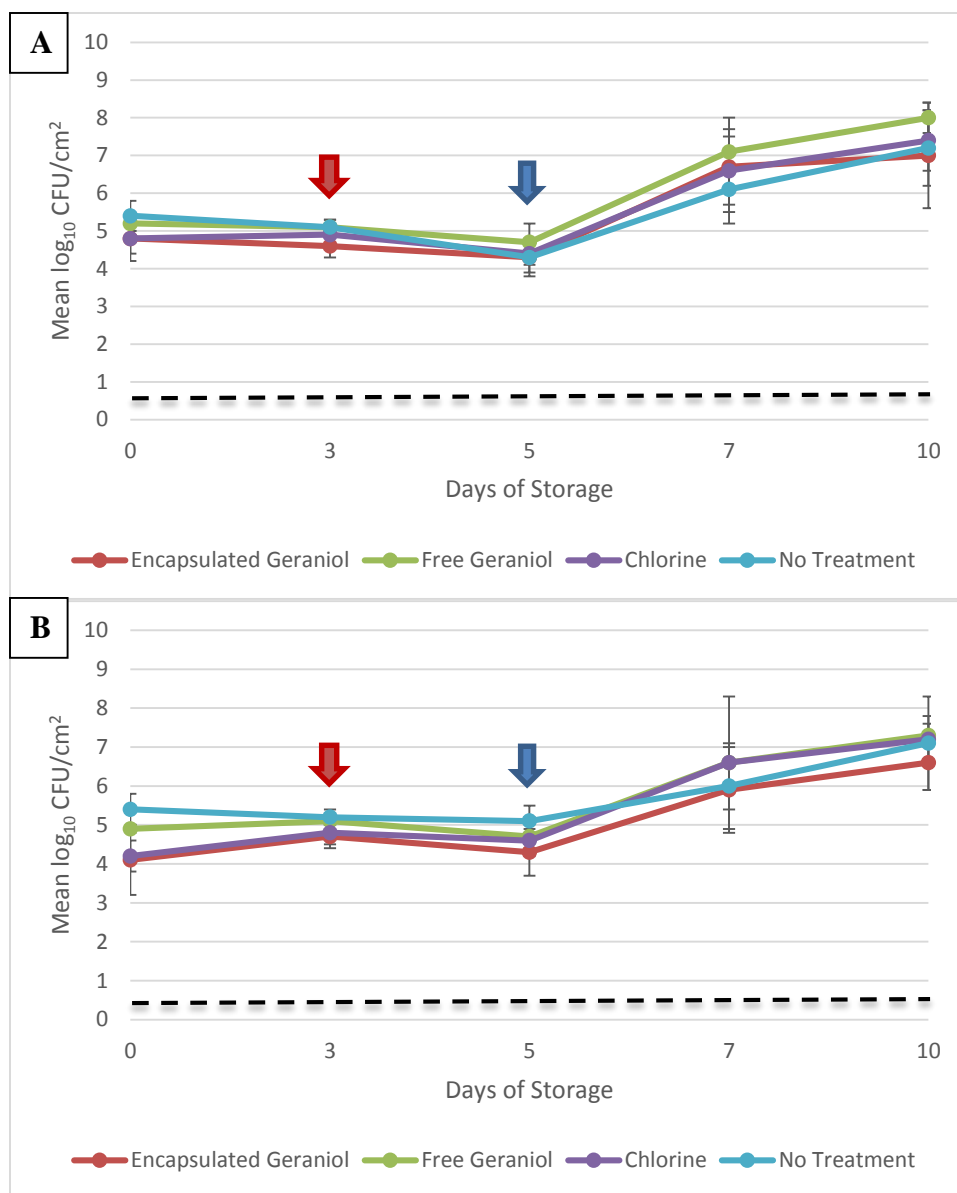 A
10
9
8
7
6
5
4
3
2
1
0
Mean log₁₀ CFU/cm²
0 3 5 7 10
Days of Storage
Encapsulated Geraniol Free Geraniol Chlorine No Treatment
B
10
9
8
7
6
5
4
3
2
1
0
Mean log₁₀ CFU/cm²
0 3 5 7 10
Days of Storage
Encapsulated Geraniol Free Geraniol Chlorine No Treatment